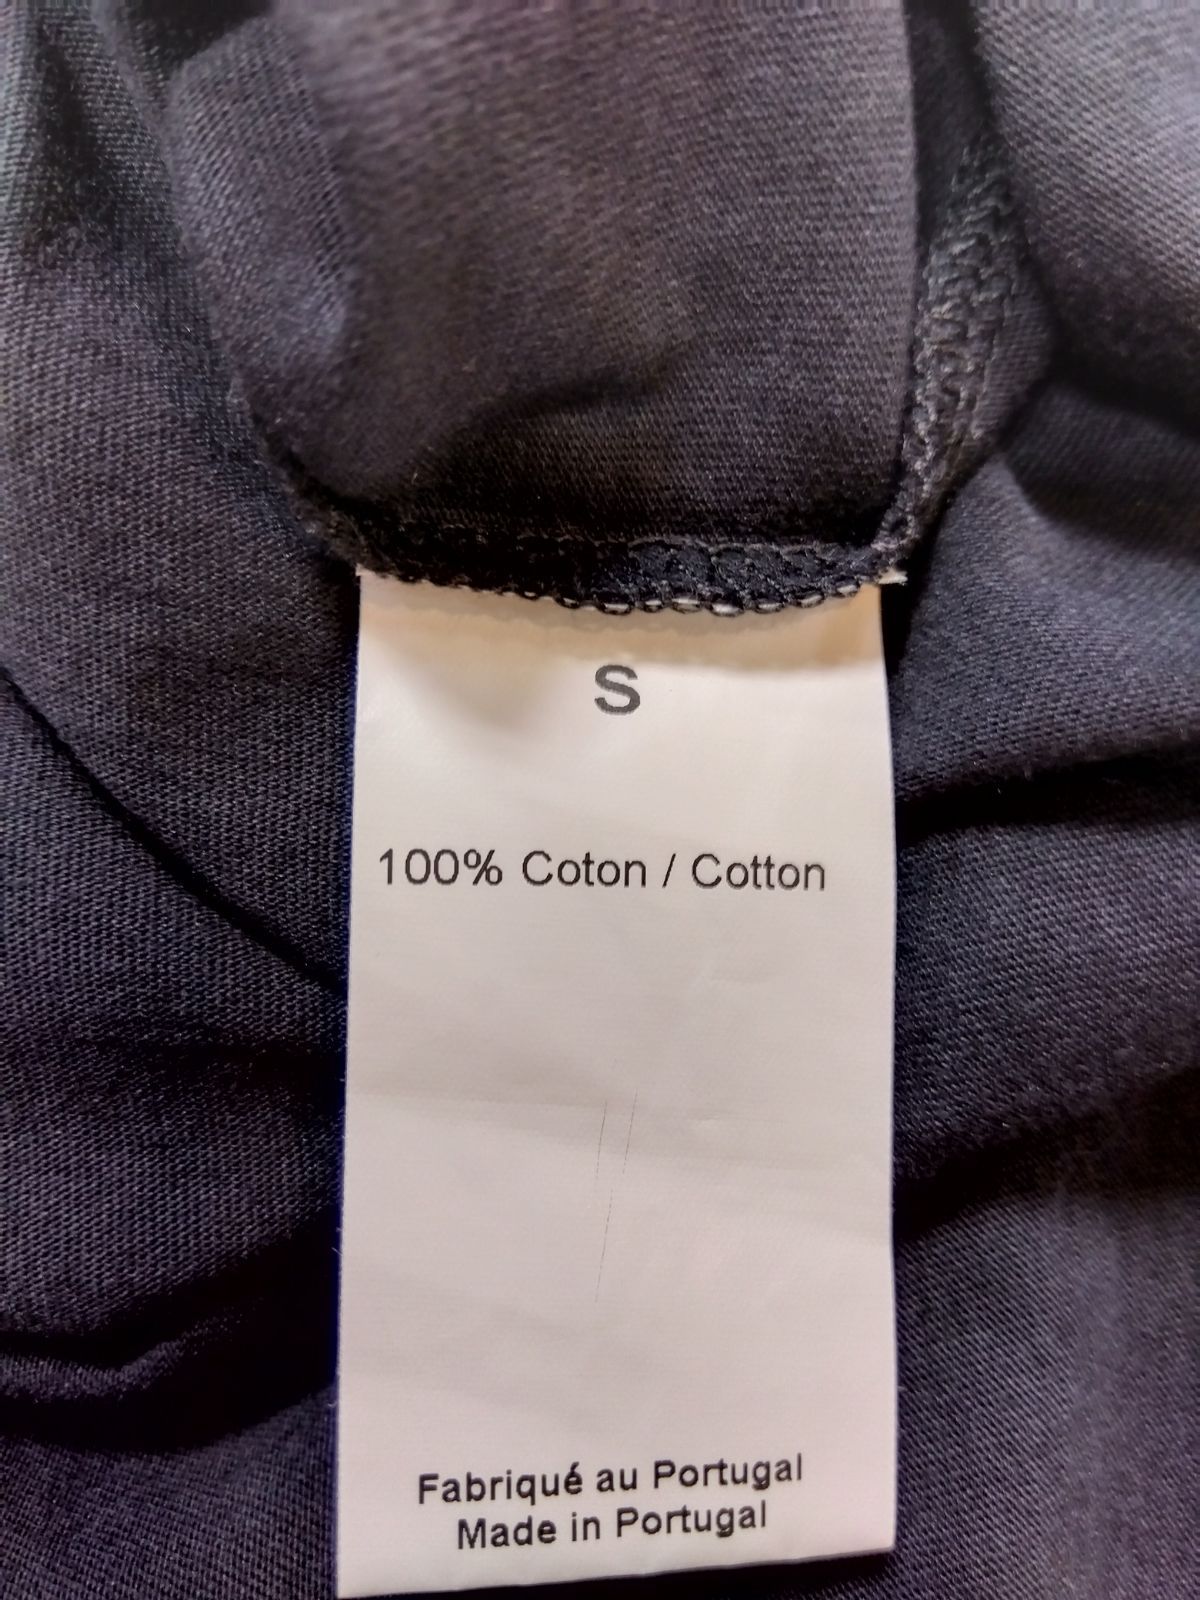 S
100% Coton / Cotton
Fabriqué au Portugal
Made in Portugal